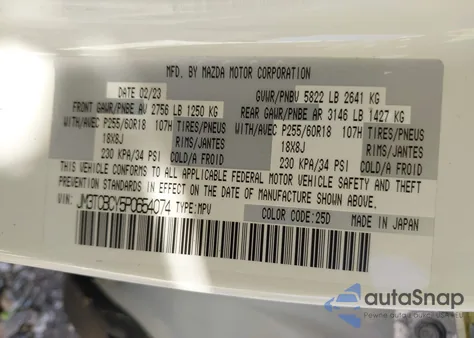 MFD. BY MAZDA MOTOR CORPORATION
DATE 02/23 GVWR/PNBV 5822 LB 2641 KG
FRONT GAWR/PNBE AV 2756 LB 1250 KG REAR GAWR/PNBE AR 3146 LB 1427 KG
WITH/AVEC P255/60R18 107H TIRES/PNEUS WITH/AVEC P255/60R18 107H TIRES/PNEUS
18X8J RIMS/JANTES 18X8J RIMS/JANTES
230 KPA/34 PSI COLD/A FROID 230 KPA/34 PSI COLD/A FROID
THIS VEHICLE CONFORMS TO ALL APPLICABLE FEDERAL MOTOR VEHICLE SAFETY AND THEFT
STANDARDS IN EFFECT ON THE DATE OF MANUFACTURE SHOWN ABOVE.
VIN: JM3TCBCY5P0654074 TYPE:MPV COLOR CODE:25D MADE IN JAPAN
autoSnap